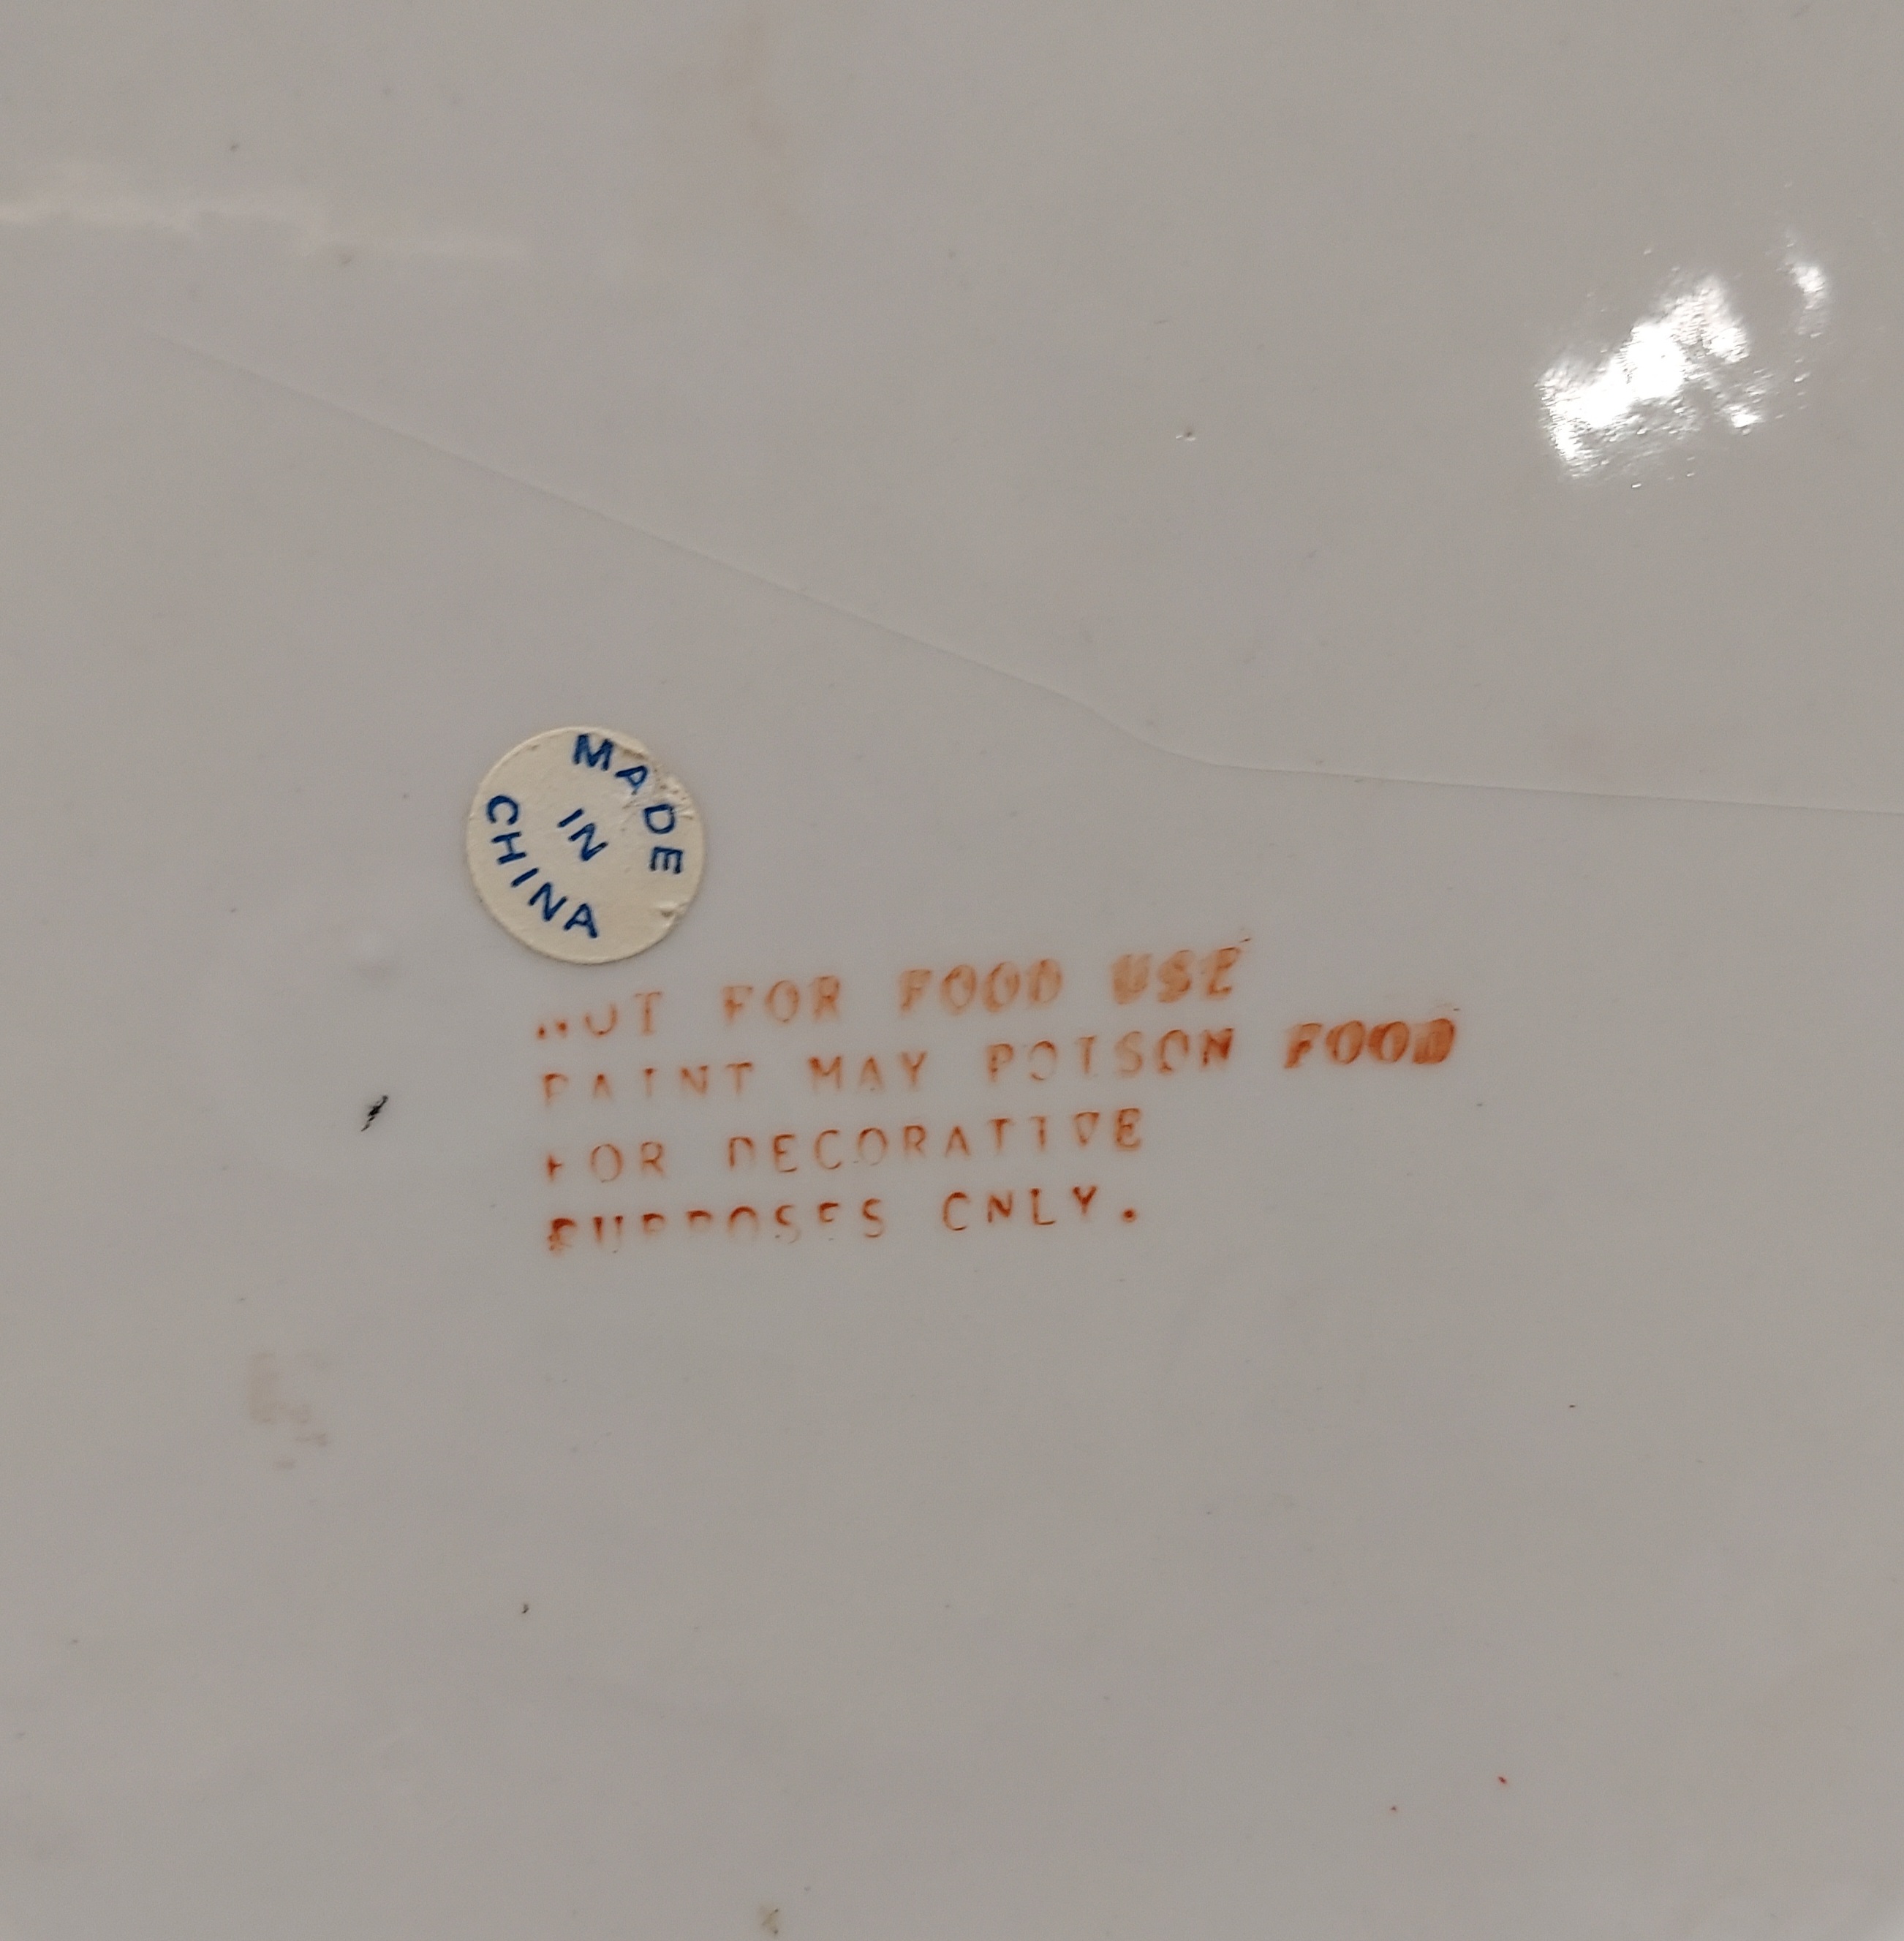 MADE
IN
CHINA
NOT FOR FOOD USE
PAINT MAY POISON FOOD
FOR DECORATIVE
PURPOSES ONLY.